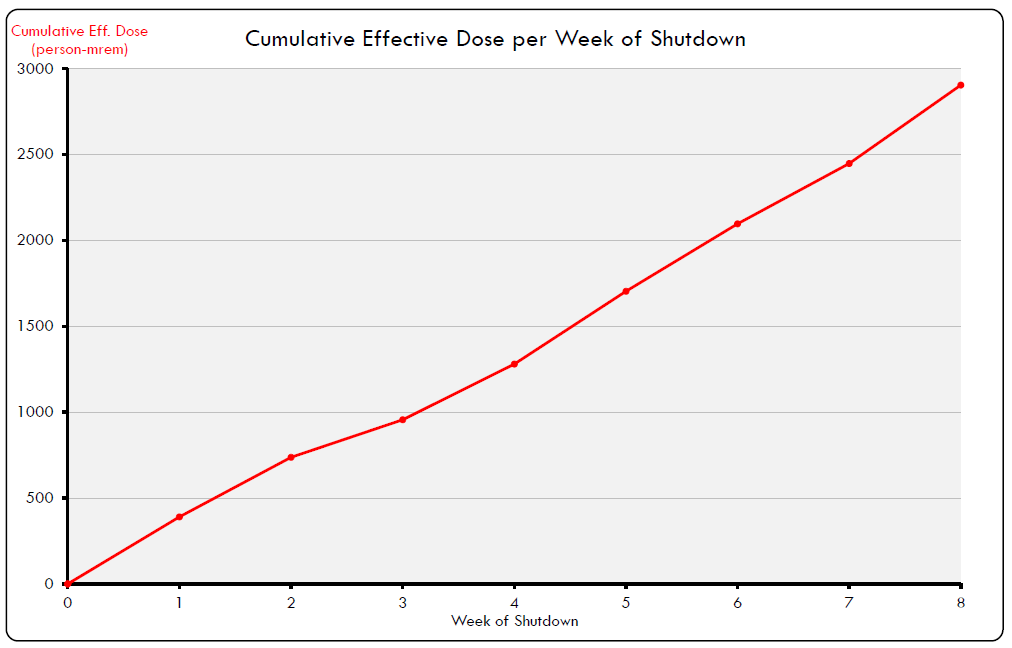 Cumulative Eff. Dose
(person-mrem)
Cumulative Effective Dose per Week of Shutdown
3000
2500
2000
1500
1000
500
0
0 1 2 3 4 5 6 7 8
Week of Shutdown